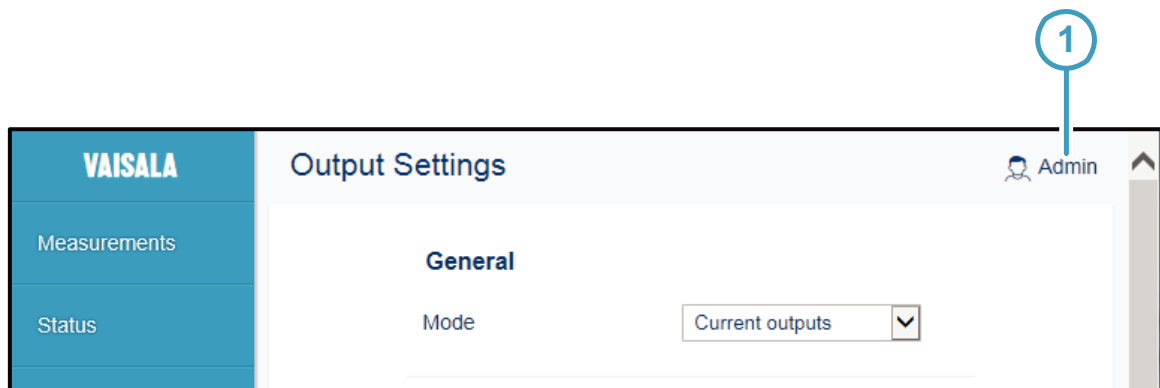 1
VAISALA
Output Settings
Admin
Measurements
General
Status
Mode
Current outputs